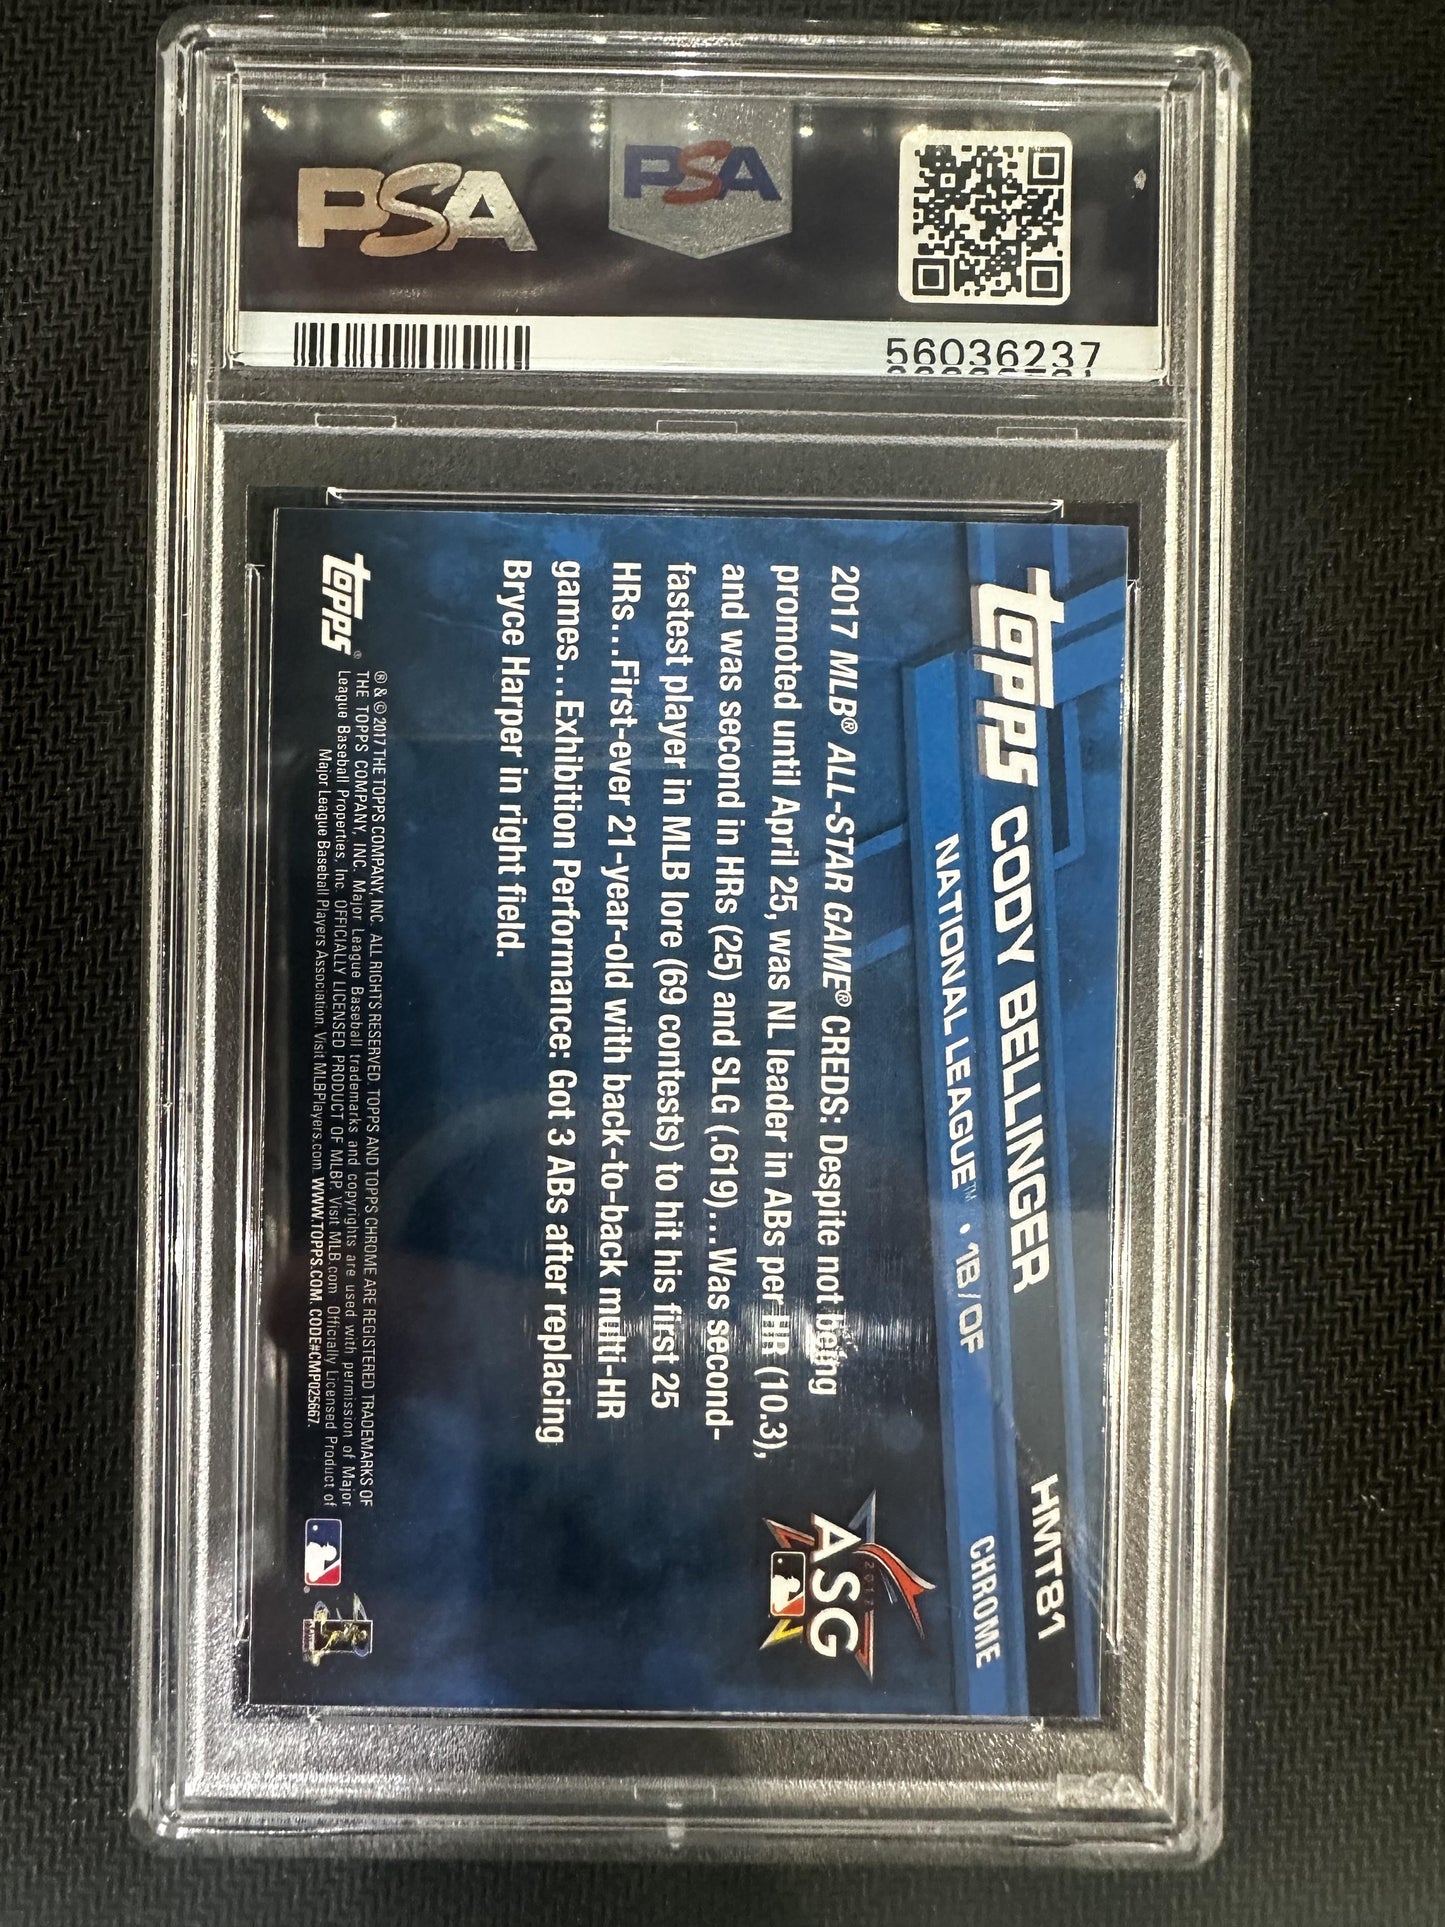 PSA
PSA
56036237
topps CODY BELLINGER
HMT81
NATIONAL LEAGUE™ • 1B/OF
CHROME
2017 MLB® ALL-STAR GAME® CREDS: Despite not being
promoted until April 25, was NL leader in ABs per HR (10.3),
and was second in HRs (25) and SLG (.619)...Was second-
fastest player in MLB lore (69 contests) to hit his first 25
HRs...First-ever 21-year-old with back-to-back multi-HR
games...Exhibition Performance: Got 3 ABs after replacing
Bryce Harper in right field.
2017
ASG
topps®
® & © 2017 THE TOPPS COMPANY, INC. ALL RIGHTS RESERVED. TOPPS AND TOPPS CHROME ARE REGISTERED TRADEMARKS OF
THE TOPPS COMPANY, INC. Major League Baseball trademarks and copyrights are used with permission of Major
League Baseball Properties, Inc. OFFICIALLY LICENSED PRODUCT OF MLBP. Visit MLB.com Officially Licensed Product of
Major League Baseball Players Association. Visit MLBPlayers.com WWW.TOPPS.COM. CODE#CMP025667.